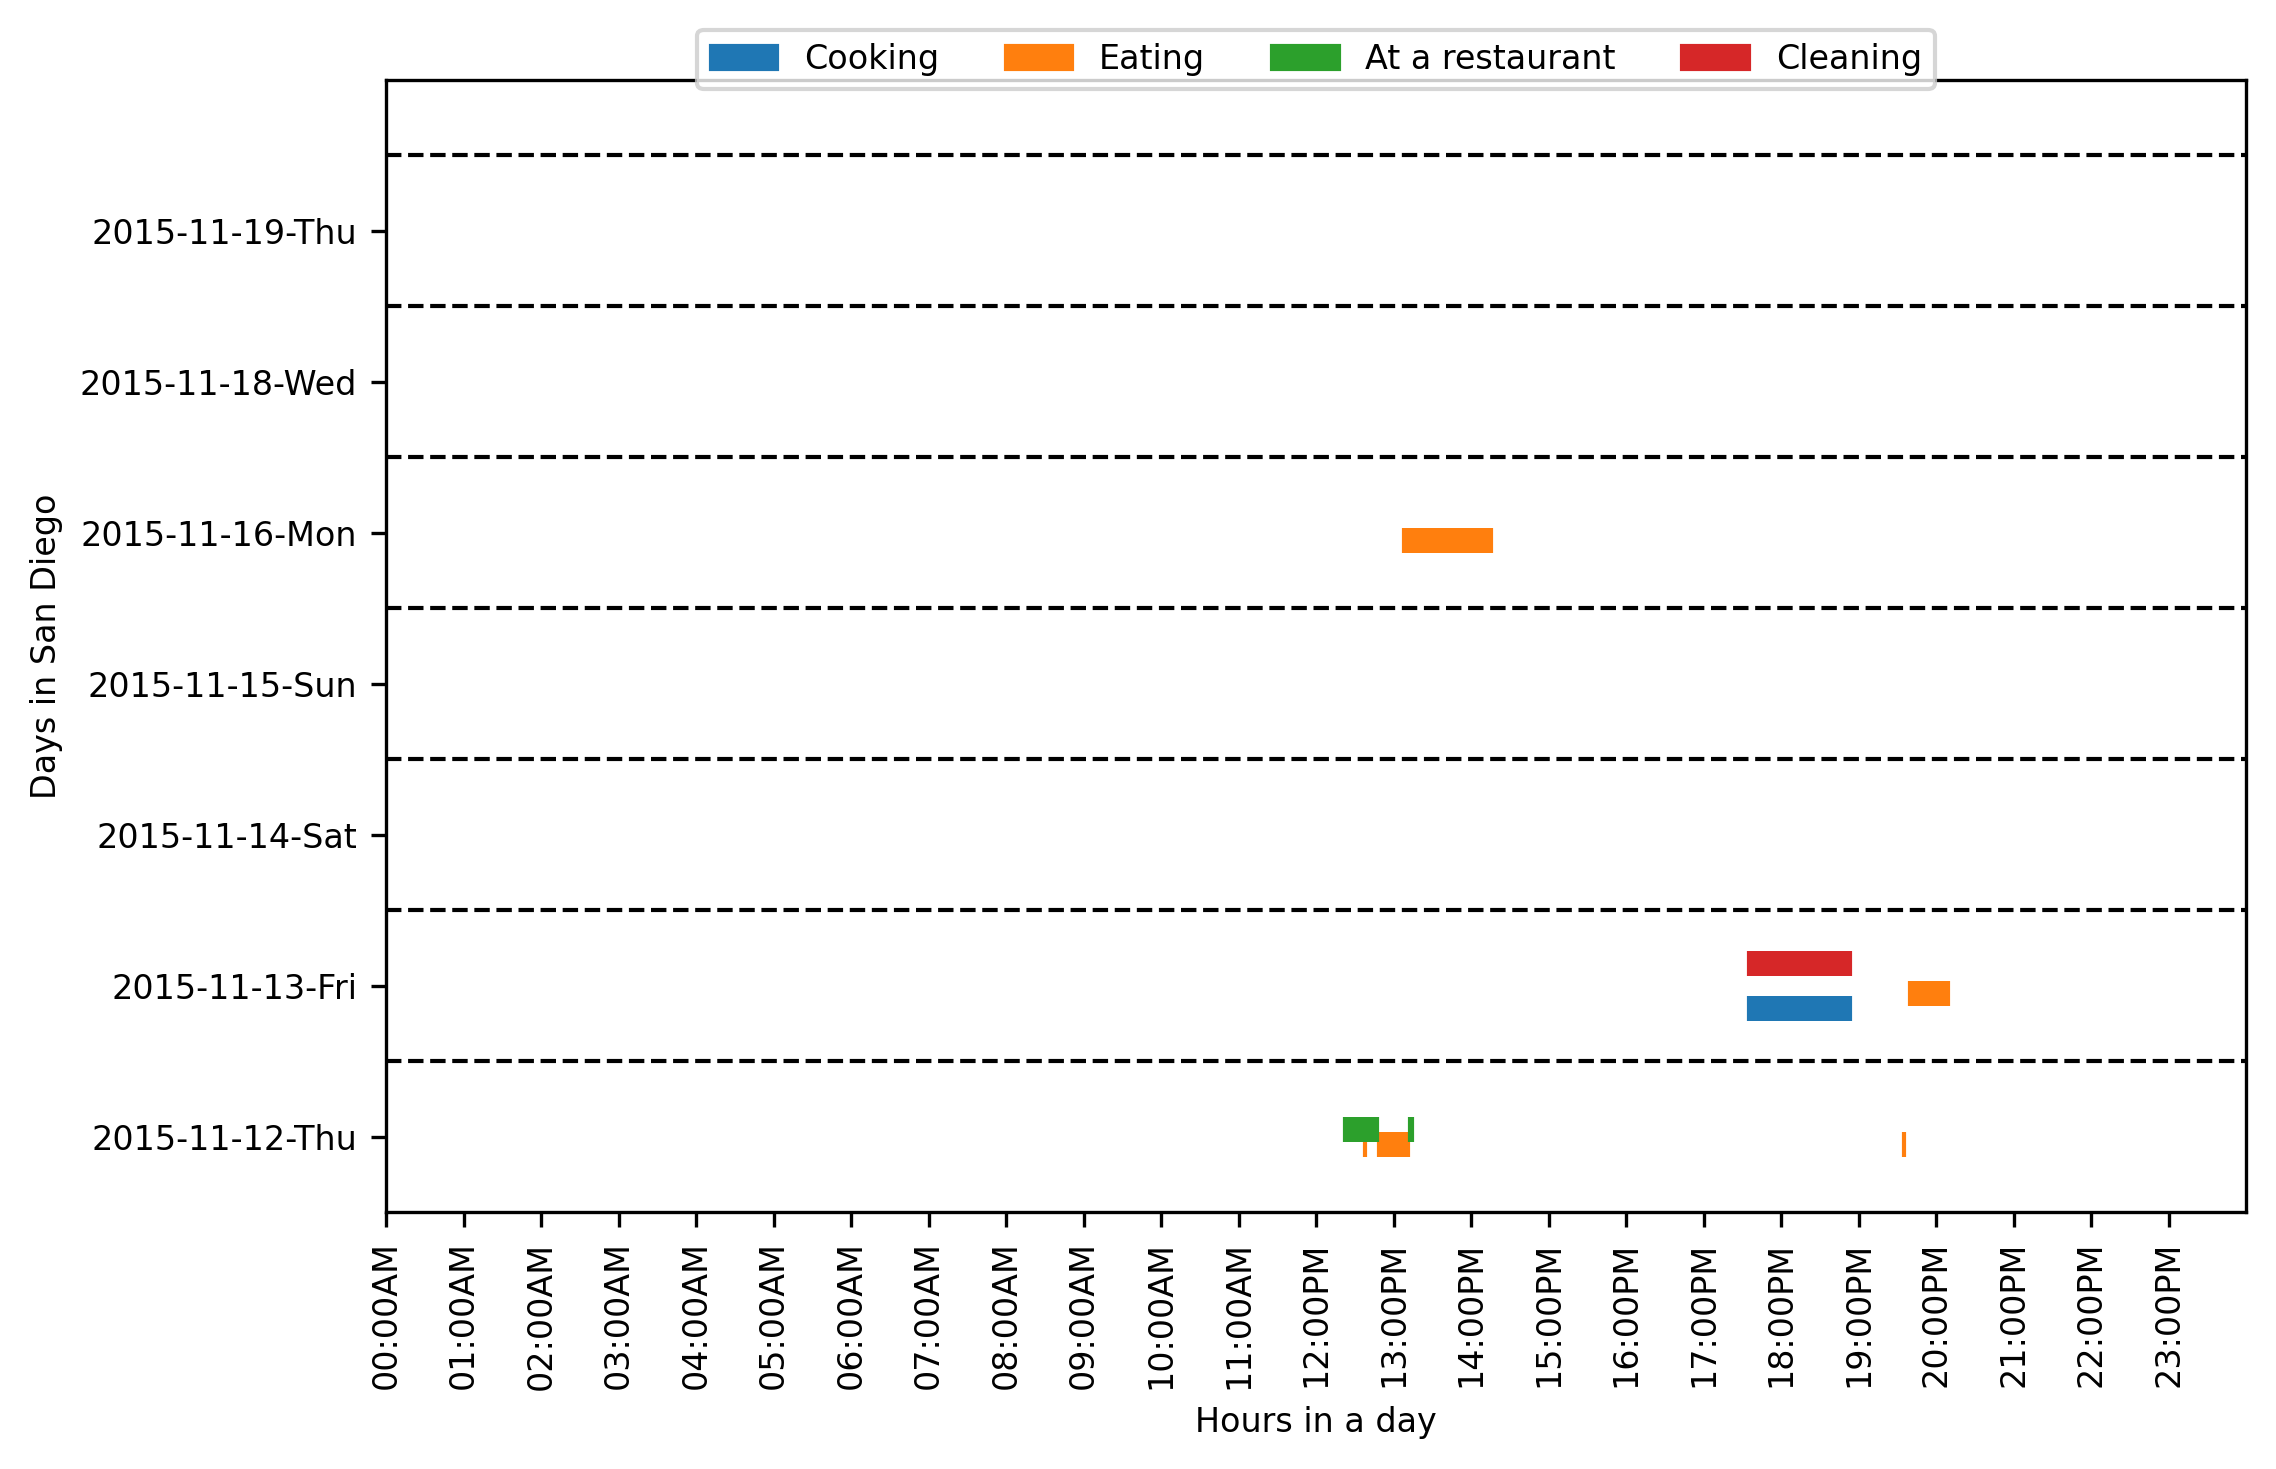 Cooking Eating At a restaurant Cleaning
2015-11-19-Thu
2015-11-18-Wed
2015-11-16-Mon
2015-11-15-Sun
2015-11-14-Sat
2015-11-13-Fri
2015-11-12-Thu
Days in San Diego
00:00AM
01:00AM
02:00AM
03:00AM
04:00AM
05:00AM
06:00AM
07:00AM
08:00AM
09:00AM
10:00AM
11:00AM
12:00PM
13:00PM
14:00PM
15:00PM
16:00PM
17:00PM
18:00PM
19:00PM
20:00PM
21:00PM
22:00PM
23:00PM
Hours in a day